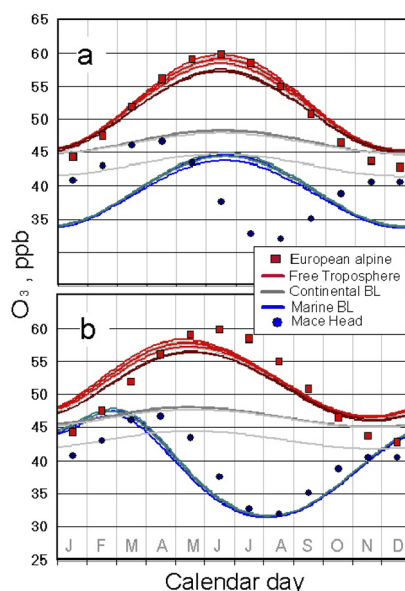 65
a
60
55
50
45
40
35
O₃, ppb
European alpine
Free Troposphere
Continental BL
Marine BL
Mace Head
b
60
55
50
45
40
35
30
25
J F M A M J J A S O N D
Calendar day